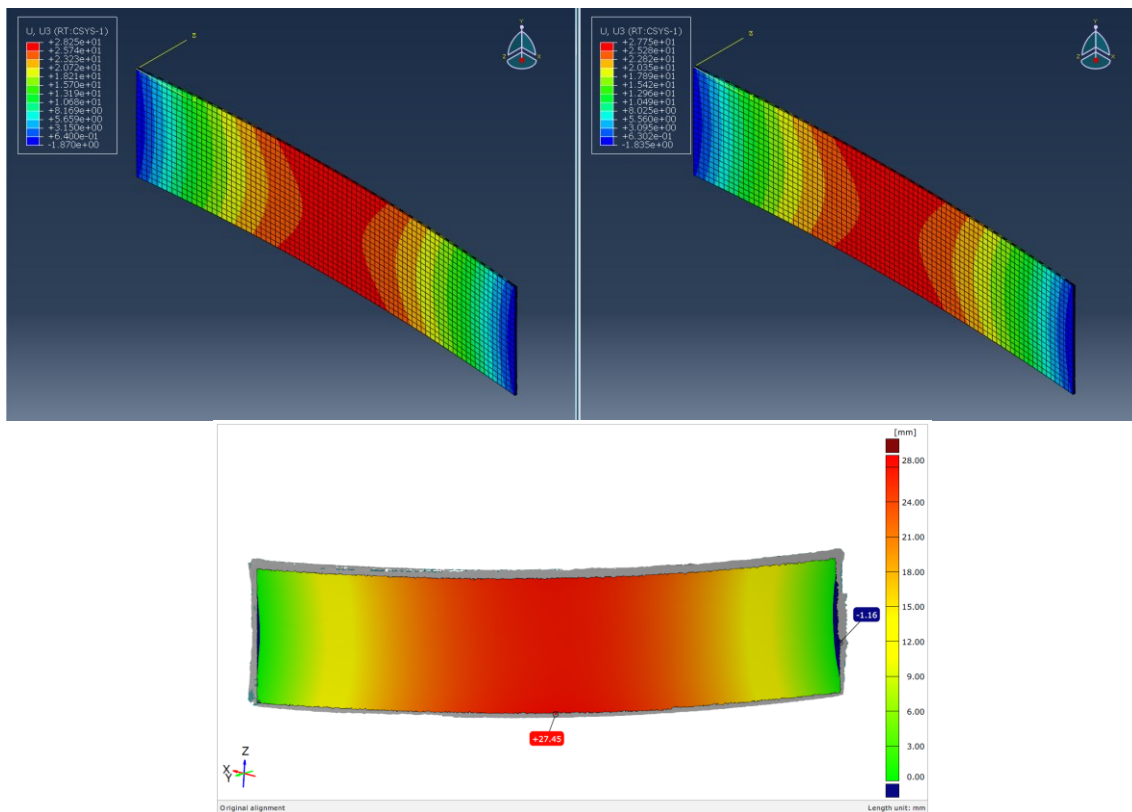 U, U3 (RT:CSYS-1)
+2.825e+01
+2.574e+01
+2.323e+01
+2.072e+01
+1.821e+01
+1.570e+01
+1.319e+01
+1.068e+01
+8.169e+00
+5.659e+00
+3.150e+00
+6.400e-01
-1.870e+00
Z
Y
Z
X
U, U3 (RT:CSYS-1)
+2.775e+01
+2.528e+01
+2.282e+01
+2.035e+01
+1.789e+01
+1.542e+01
+1.296e+01
+1.049e+01
+8.025e+00
+5.560e+00
+3.095e+00
+6.302e-01
-1.835e+00
Z
Y
Z
X
[mm]
28.00
24.00
21.00
18.00
15.00
12.00
9.00
6.00
3.00
0.00
-1.16
+27.45
Z
X
Y
Original alignment
Length unit: mm